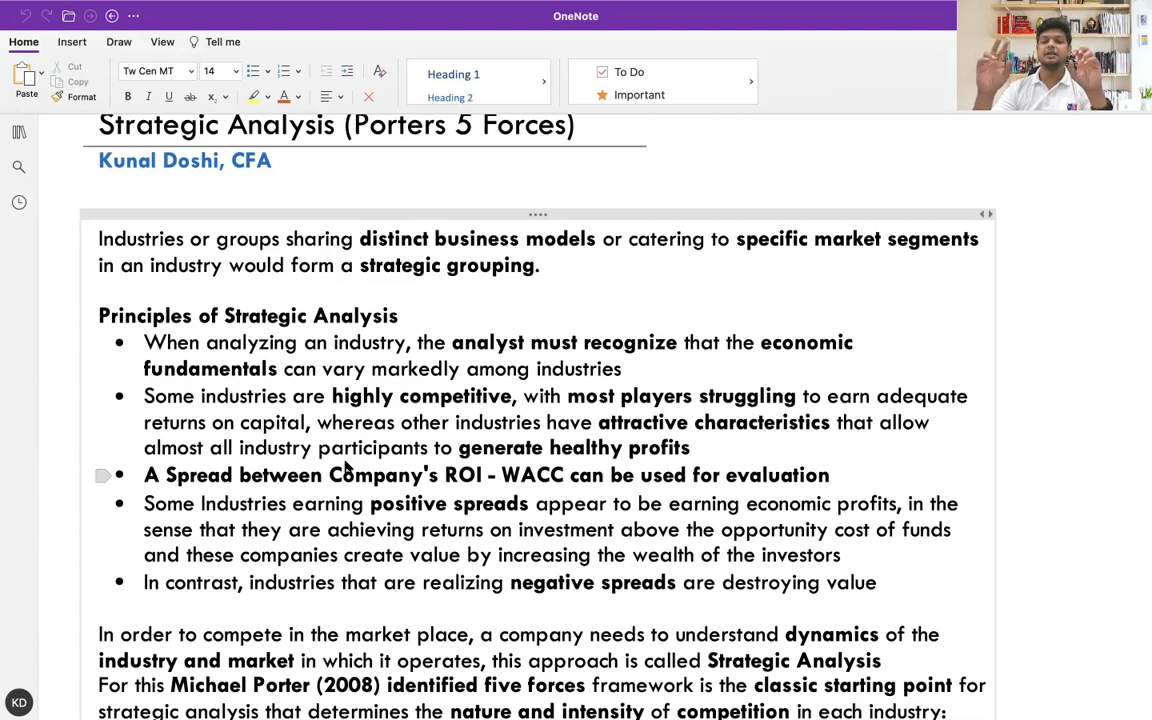 OneNote
Home Insert Draw View Tell me
Paste
Cut
Copy
Format
Tw Cen MT 14
B I U ab x₂ A
Heading 1
Heading 2
To Do
Important
Strategic Analysis (Porters 5 Forces)
Kunal Doshi, CFA
Industries or groups sharing distinct business models or catering to specific market segments
in an industry would form a strategic grouping.
Principles of Strategic Analysis
• When analyzing an industry, the analyst must recognize that the economic
fundamentals can vary markedly among industries
• Some industries are highly competitive, with most players struggling to earn adequate
returns on capital, whereas other industries have attractive characteristics that allow
almost all industry participants to generate healthy profits
• A Spread between Company's ROI - WACC can be used for evaluation
• Some Industries earning positive spreads appear to be earning economic profits, in the
sense that they are achieving returns on investment above the opportunity cost of funds
and these companies create value by increasing the wealth of the investors
• In contrast, industries that are realizing negative spreads are destroying value
In order to compete in the market place, a company needs to understand dynamics of the
industry and market in which it operates, this approach is called Strategic Analysis
For this Michael Porter (2008) identified five forces framework is the classic starting point for
strategic analysis that determines the nature and intensity of competition in each industry:
KD